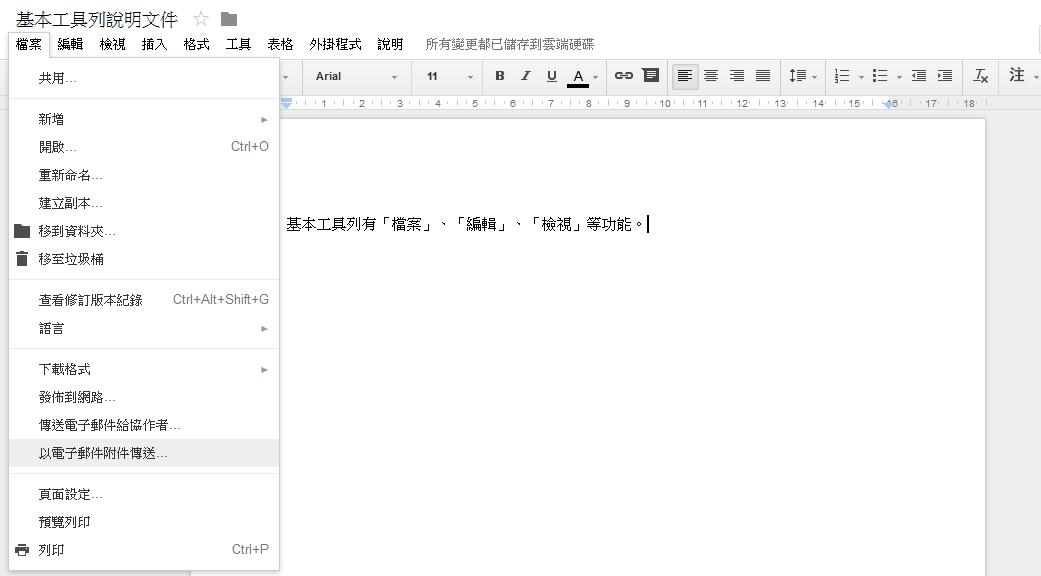 基本工具列說明文件
檔案 編輯 檢視 插入 格式 工具 表格 外掛程式 說明 所有變更都已儲存到雲端硬碟
Arial 11 B I U A 注
共用...
1 2 3 4 5 6 7 8 9 10 11 12 13 14 15 16 17 18
新增
開啟... Ctrl+O
重新命名...
建立副本...
基本工具列有「檔案」、「編輯」、「檢視」等功能。
移到資料夾...
移至垃圾桶
查看修訂版本紀錄 Ctrl+Alt+Shift+G
語言
下載格式
發佈到網路...
傳送電子郵件給協作者...
以電子郵件附件傳送...
頁面設定...
預覽列印
列印 Ctrl+P